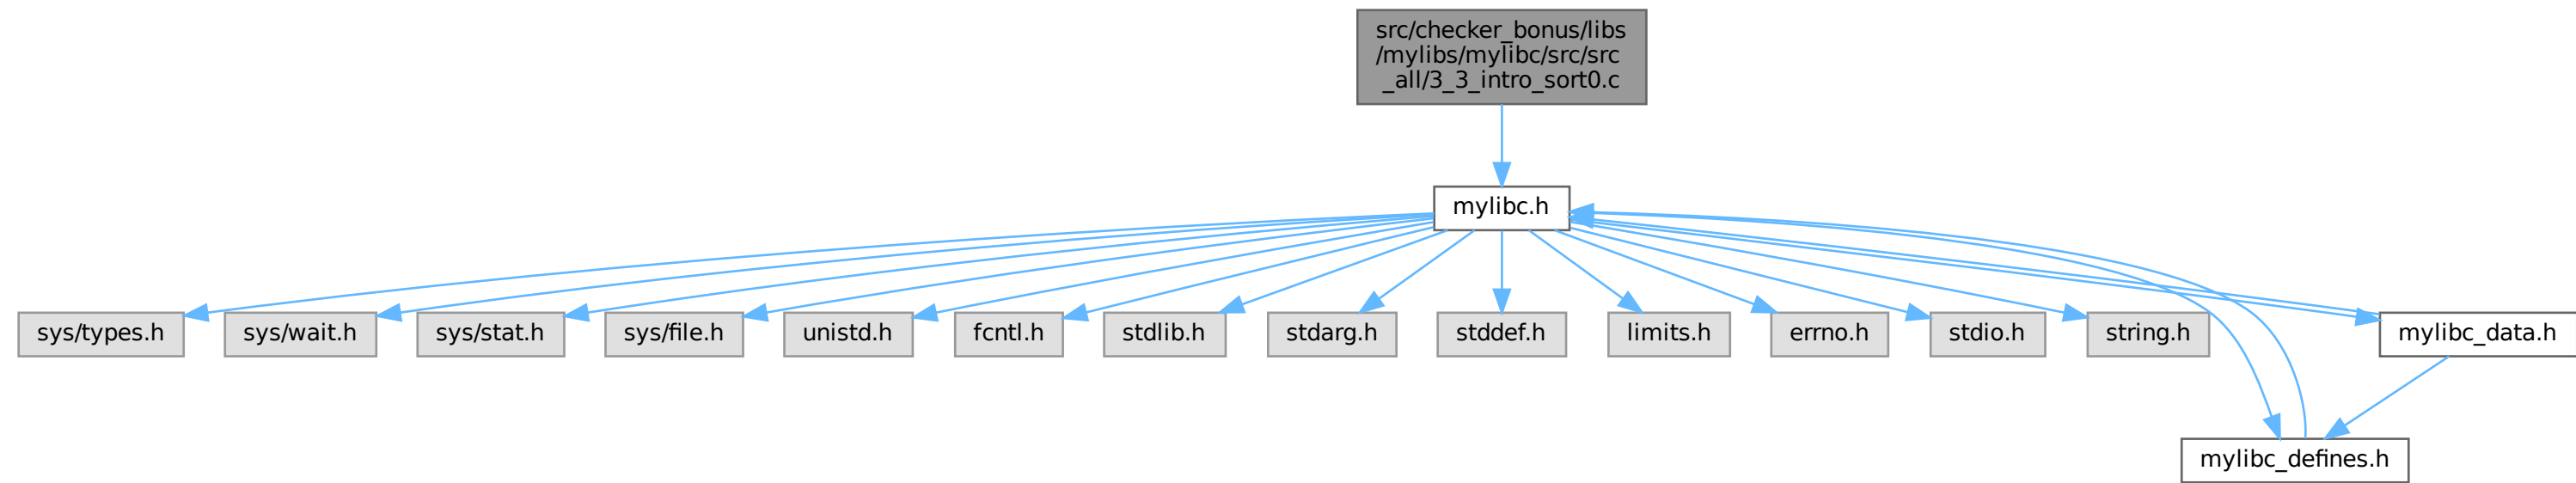 src/checker_bonus/libs
/mylibs/mylibc/src/src
_all/3_3_intro_sort0.c
mylibc.h
sys/types.h
sys/wait.h
sys/stat.h
sys/file.h
unistd.h
fcntl.h
stdlib.h
stdarg.h
stddef.h
limits.h
errno.h
stdio.h
string.h
mylibc_data.h
mylibc_defines.h